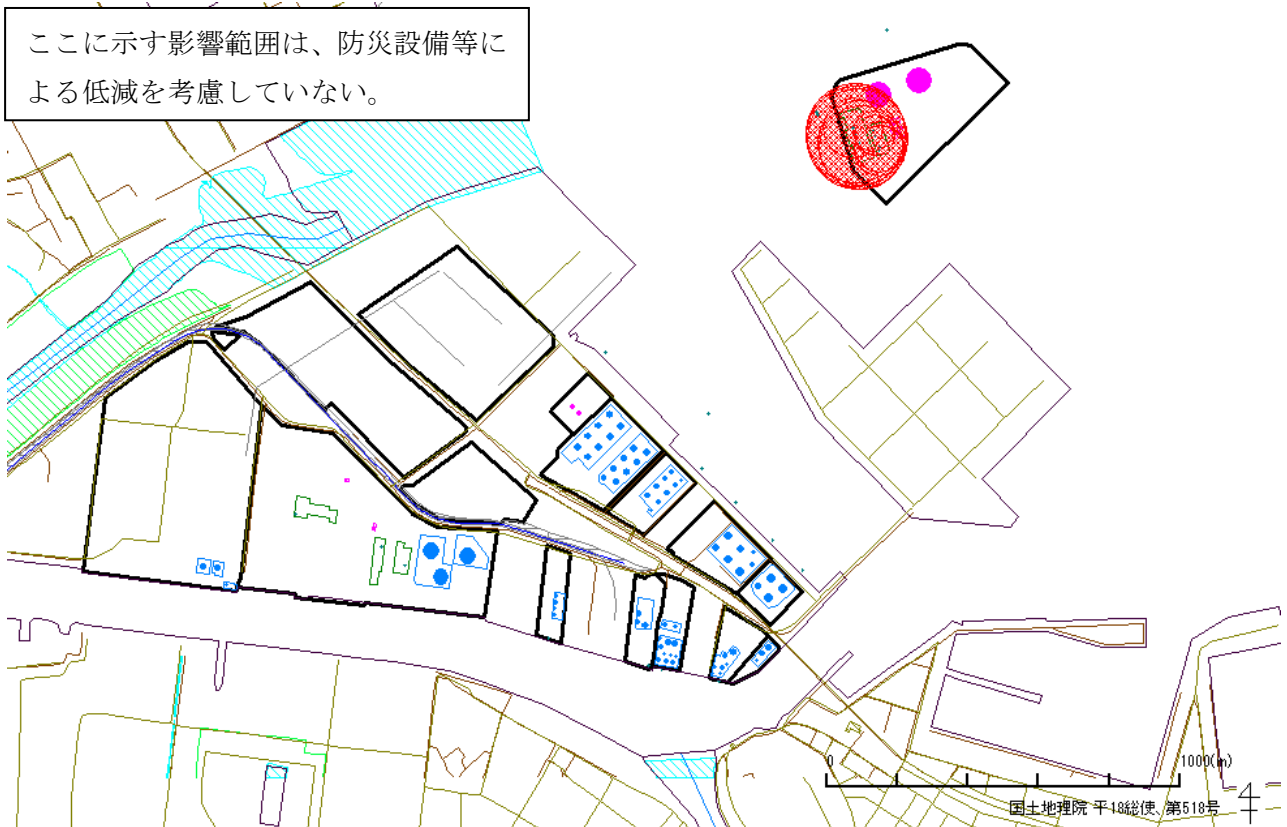 ここに示す影響範囲は、防災設備等に
よる低減を考慮していない。
0 1000(m)
国土地理院 平18総使、第518号